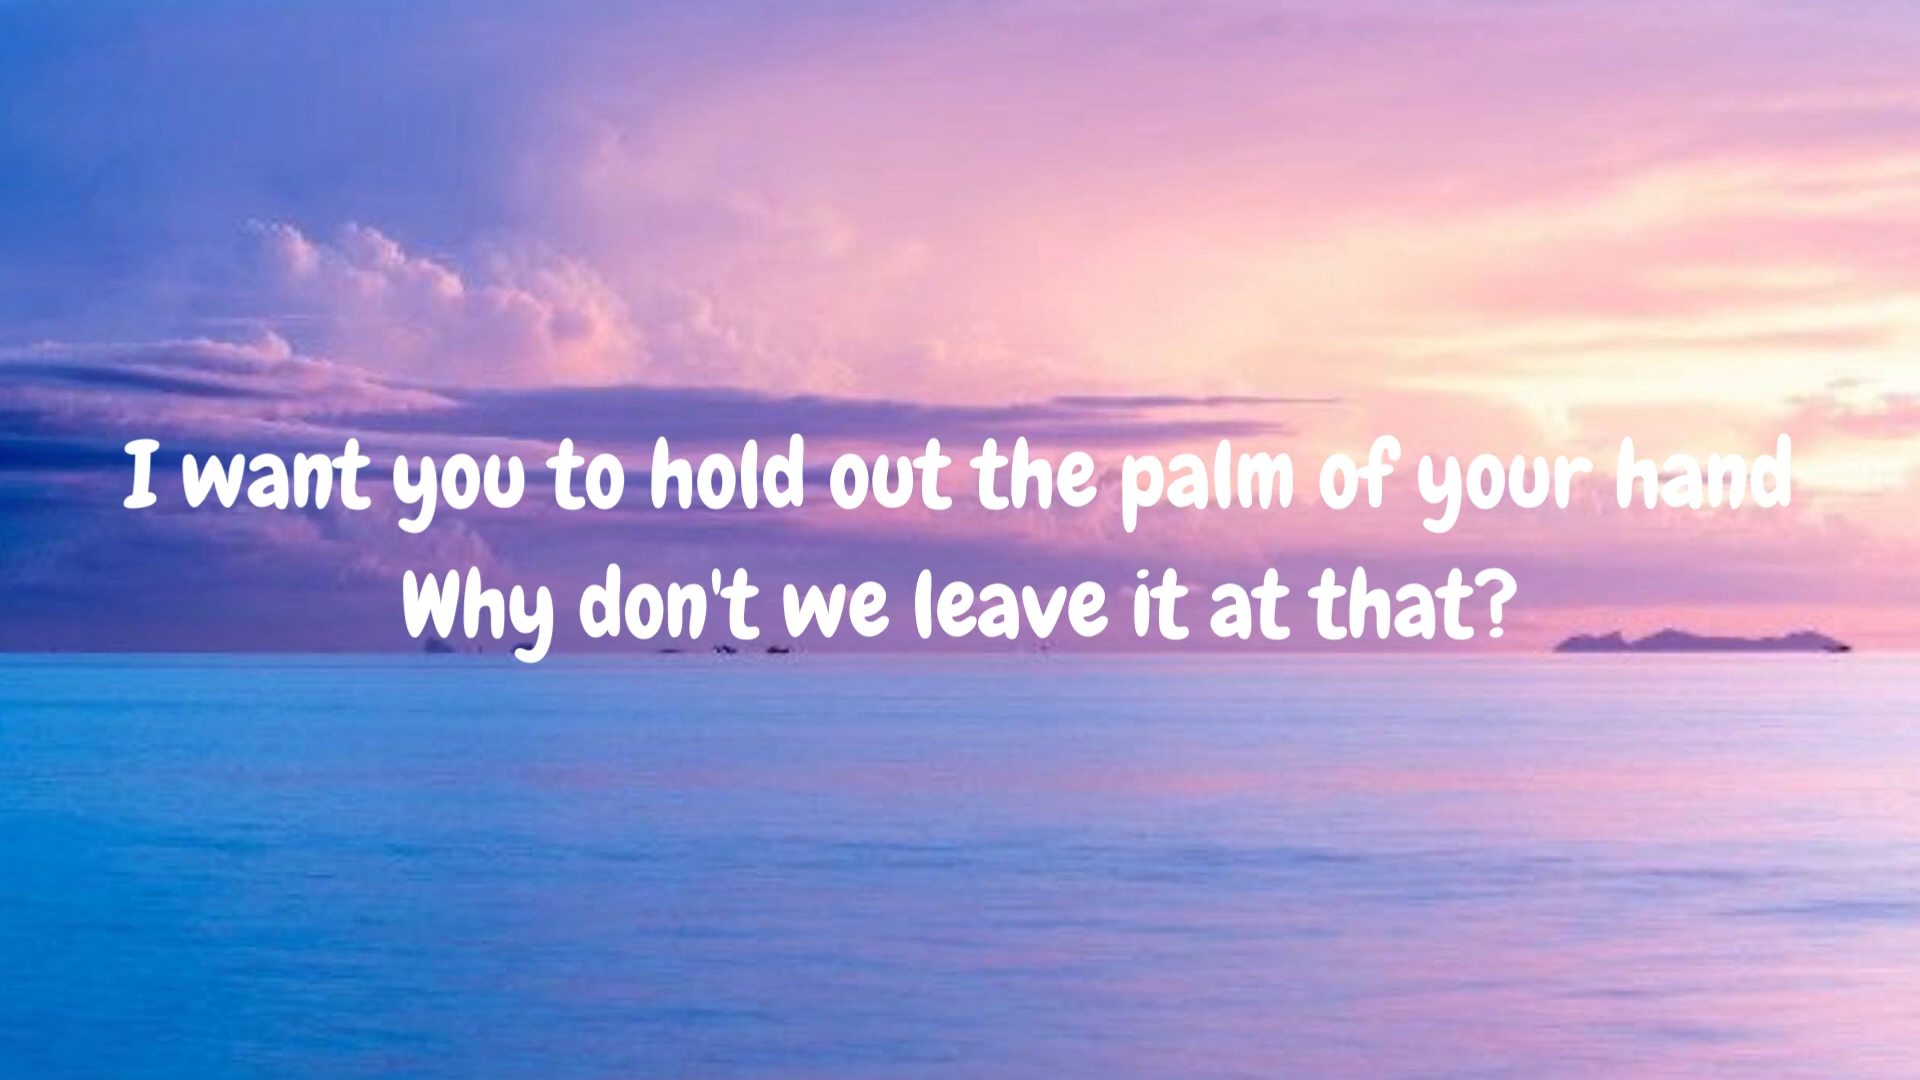 I want you to hold out the palm of your hand
Why don't we leave it at that?